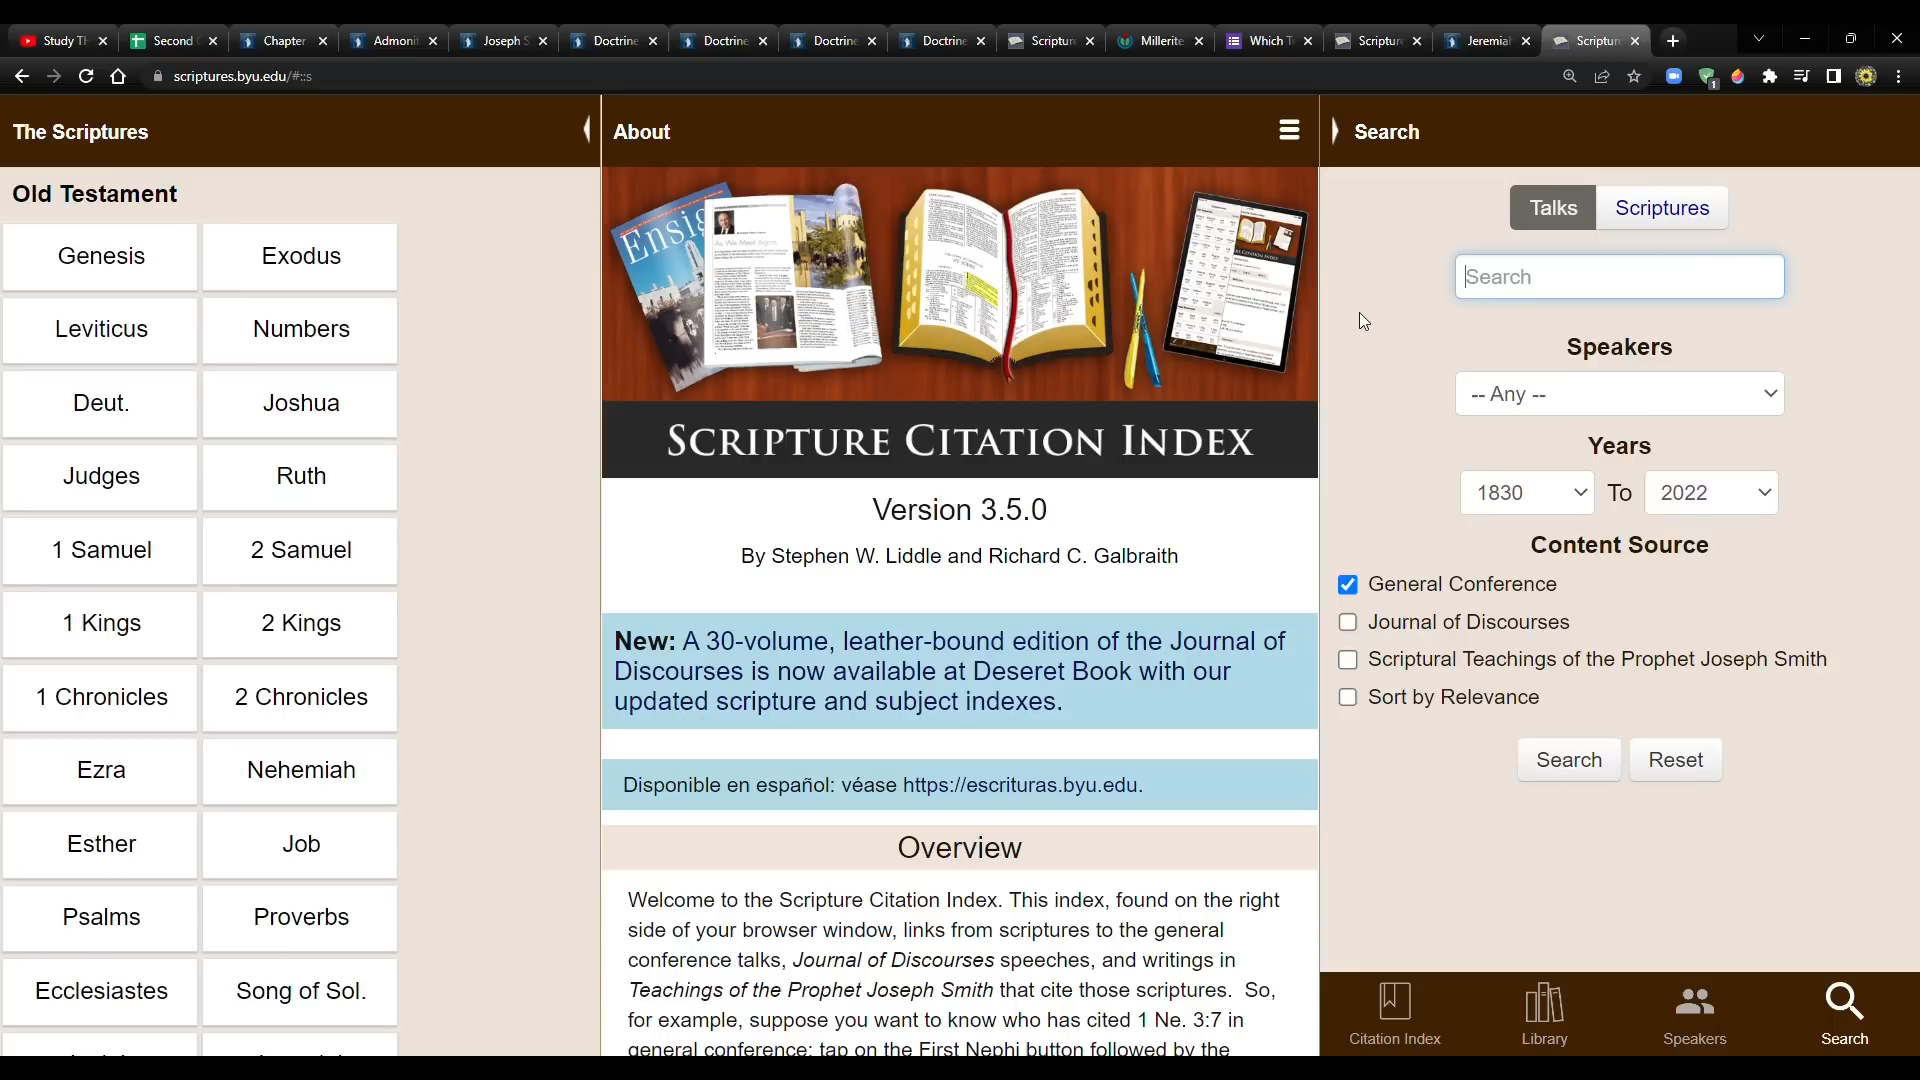 Study Th
Second
Chapter
Admonit
Joseph S
Doctrine
Doctrine
Doctrine
Doctrine
Scripture
Millerite
Which T
Scripture
Jeremiah
Scripture
scriptures.byu.edu/#::s
1
The Scriptures
About
Search
Old Testament
Genesis
Exodus
Leviticus
Numbers
Deut.
Joshua
Judges
Ruth
1 Samuel
2 Samuel
1 Kings
2 Kings
1 Chronicles
2 Chronicles
Ezra
Nehemiah
Esther
Job
Psalms
Proverbs
Ecclesiastes
Song of Sol.
Ensig
As We Meet Again
SCRIPTURE CITATION INDEX
Version 3.5.0
By Stephen W. Liddle and Richard C. Galbraith
New: A 30-volume, leather-bound edition of the Journal of
Discourses is now available at Deseret Book with our
updated scripture and subject indexes.
Disponible en español: véase https://escrituras.byu.edu.
Overview
Welcome to the Scripture Citation Index. This index, found on the right
side of your browser window, links from scriptures to the general
conference talks, Journal of Discourses speeches, and writings in
Teachings of the Prophet Joseph Smith that cite those scriptures. So,
for example, suppose you want to know who has cited 1 Ne. 3:7 in
general conference: tap on the First Nephi button followed by the
Talks
Scriptures
Search
Speakers
-- Any --
Years
1830
To
2022
Content Source
General Conference
Journal of Discourses
Scriptural Teachings of the Prophet Joseph Smith
Sort by Relevance
Search
Reset
Citation Index
Library
Speakers
Search